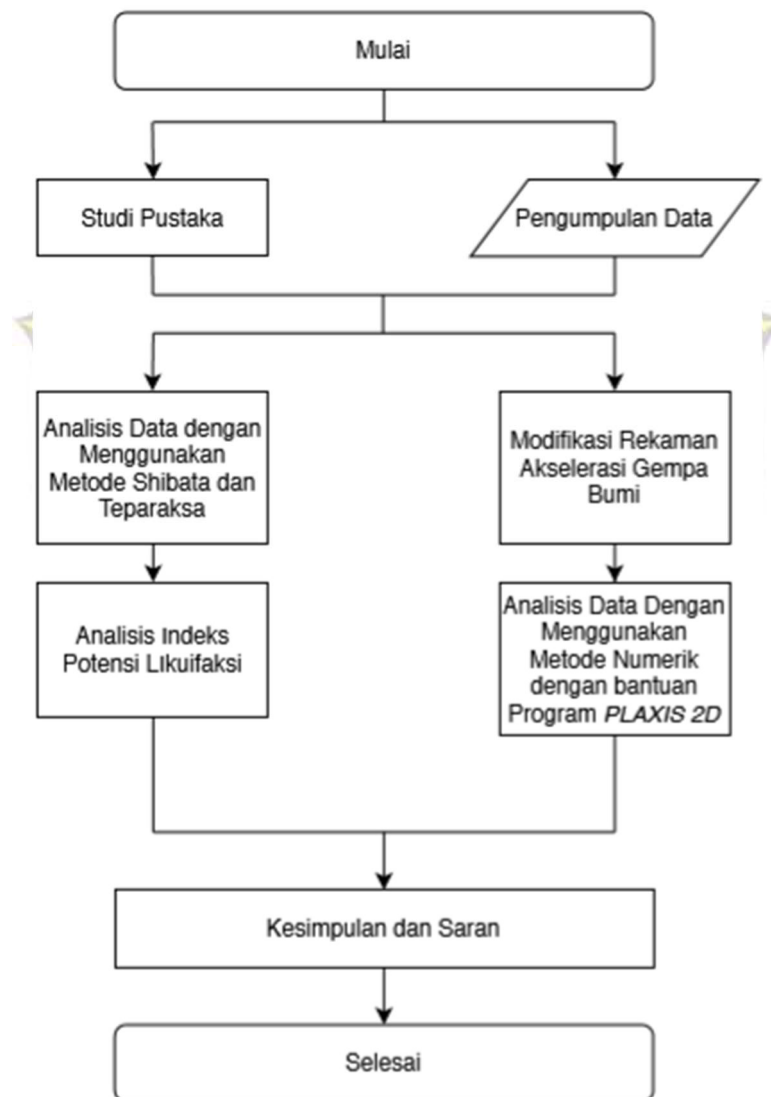 Mulai
Studi Pustaka
Pengumpulan Data
Analisis Data dengan
Menggunakan
Metode Shibata dan
Teparaksa
Modifikasi Rekaman
Akselerasi Gempa
Bumi
Analisis Indeks
Potensi Likuifaksi
Analisis Data Dengan
Menggunakan
Metode Numerik
dengan bantuan
Program PLAXIS 2D
Kesimpulan dan Saran
Selesai